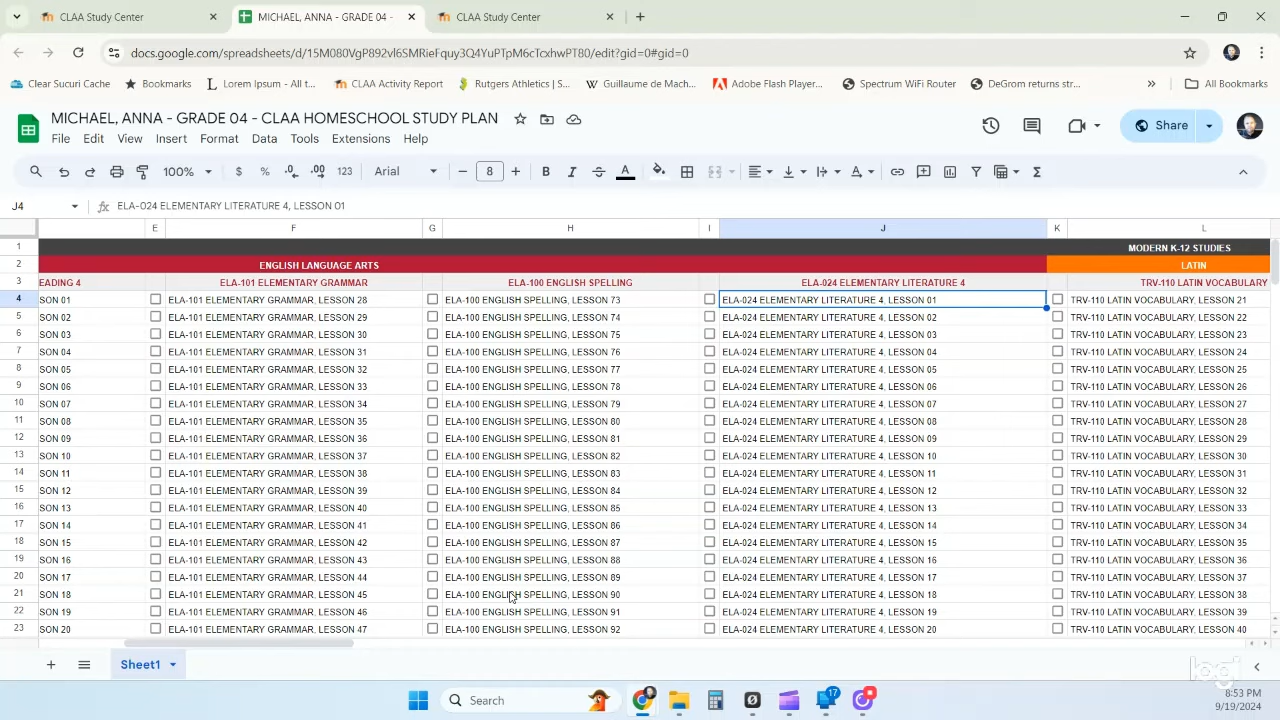 CLAA Study Center
MICHAEL, ANNA - GRADE 04 -
CLAA Study Center
docs.google.com/spreadsheets/d/15M080VgP892vl6SMRieFquy3Q4YuPTpM6cTcxhwPT80/edit?gid=0#gid=0
Clear Sucuri Cache
Bookmarks
Lorem Ipsum - All t...
CLAA Activity Report
Rutgers Athletics | S...
Guillaume de Mach...
Adobe Flash Player...
Spectrum WiFi Router
DeGrom returns str...
All Bookmarks
MICHAEL, ANNA - GRADE 04 - CLAA HOMESCHOOL STUDY PLAN
File Edit View Insert Format Data Tools Extensions Help
Share
100% $ % .0 .00 123 Arial 8 B I S A
J4 fx ELA-024 ELEMENTARY LITERATURE 4, LESSON 01
E F G H I J K L
1 MODERN K-12 STUDIES
2 ENGLISH LANGUAGE ARTS LATIN
3 EADING 4 ELA-101 ELEMENTARY GRAMMAR ELA-100 ENGLISH SPELLING ELA-024 ELEMENTARY LITERATURE 4 TRV-110 LATIN VOCABULARY
4 SON 01 ELA-101 ELEMENTARY GRAMMAR, LESSON 28 ELA-100 ENGLISH SPELLING, LESSON 73 ELA-024 ELEMENTARY LITERATURE 4, LESSON 01 TRV-110 LATIN VOCABULARY, LESSON 21
5 SON 02 ELA-101 ELEMENTARY GRAMMAR, LESSON 29 ELA-100 ENGLISH SPELLING, LESSON 74 ELA-024 ELEMENTARY LITERATURE 4, LESSON 02 TRV-110 LATIN VOCABULARY, LESSON 22
6 SON 03 ELA-101 ELEMENTARY GRAMMAR, LESSON 30 ELA-100 ENGLISH SPELLING, LESSON 75 ELA-024 ELEMENTARY LITERATURE 4, LESSON 03 TRV-110 LATIN VOCABULARY, LESSON 23
7 SON 04 ELA-101 ELEMENTARY GRAMMAR, LESSON 31 ELA-100 ENGLISH SPELLING, LESSON 76 ELA-024 ELEMENTARY LITERATURE 4, LESSON 04 TRV-110 LATIN VOCABULARY, LESSON 24
8 SON 05 ELA-101 ELEMENTARY GRAMMAR, LESSON 32 ELA-100 ENGLISH SPELLING, LESSON 77 ELA-024 ELEMENTARY LITERATURE 4, LESSON 05 TRV-110 LATIN VOCABULARY, LESSON 25
9 SON 06 ELA-101 ELEMENTARY GRAMMAR, LESSON 33 ELA-100 ENGLISH SPELLING, LESSON 78 ELA-024 ELEMENTARY LITERATURE 4, LESSON 06 TRV-110 LATIN VOCABULARY, LESSON 26
10 SON 07 ELA-101 ELEMENTARY GRAMMAR, LESSON 34 ELA-100 ENGLISH SPELLING, LESSON 79 ELA-024 ELEMENTARY LITERATURE 4, LESSON 07 TRV-110 LATIN VOCABULARY, LESSON 27
11 SON 08 ELA-101 ELEMENTARY GRAMMAR, LESSON 35 ELA-100 ENGLISH SPELLING, LESSON 80 ELA-024 ELEMENTARY LITERATURE 4, LESSON 08 TRV-110 LATIN VOCABULARY, LESSON 28
12 SON 09 ELA-101 ELEMENTARY GRAMMAR, LESSON 36 ELA-100 ENGLISH SPELLING, LESSON 81 ELA-024 ELEMENTARY LITERATURE 4, LESSON 09 TRV-110 LATIN VOCABULARY, LESSON 29
13 SON 10 ELA-101 ELEMENTARY GRAMMAR, LESSON 37 ELA-100 ENGLISH SPELLING, LESSON 82 ELA-024 ELEMENTARY LITERATURE 4, LESSON 10 TRV-110 LATIN VOCABULARY, LESSON 30
14 SON 11 ELA-101 ELEMENTARY GRAMMAR, LESSON 38 ELA-100 ENGLISH SPELLING, LESSON 83 ELA-024 ELEMENTARY LITERATURE 4, LESSON 11 TRV-110 LATIN VOCABULARY, LESSON 31
15 SON 12 ELA-101 ELEMENTARY GRAMMAR, LESSON 39 ELA-100 ENGLISH SPELLING, LESSON 84 ELA-024 ELEMENTARY LITERATURE 4, LESSON 12 TRV-110 LATIN VOCABULARY, LESSON 32
16 SON 13 ELA-101 ELEMENTARY GRAMMAR, LESSON 40 ELA-100 ENGLISH SPELLING, LESSON 85 ELA-024 ELEMENTARY LITERATURE 4, LESSON 13 TRV-110 LATIN VOCABULARY, LESSON 33
17 SON 14 ELA-101 ELEMENTARY GRAMMAR, LESSON 41 ELA-100 ENGLISH SPELLING, LESSON 86 ELA-024 ELEMENTARY LITERATURE 4, LESSON 14 TRV-110 LATIN VOCABULARY, LESSON 34
18 SON 15 ELA-101 ELEMENTARY GRAMMAR, LESSON 42 ELA-100 ENGLISH SPELLING, LESSON 87 ELA-024 ELEMENTARY LITERATURE 4, LESSON 15 TRV-110 LATIN VOCABULARY, LESSON 35
19 SON 16 ELA-101 ELEMENTARY GRAMMAR, LESSON 43 ELA-100 ENGLISH SPELLING, LESSON 88 ELA-024 ELEMENTARY LITERATURE 4, LESSON 16 TRV-110 LATIN VOCABULARY, LESSON 36
20 SON 17 ELA-101 ELEMENTARY GRAMMAR, LESSON 44 ELA-100 ENGLISH SPELLING, LESSON 89 ELA-024 ELEMENTARY LITERATURE 4, LESSON 17 TRV-110 LATIN VOCABULARY, LESSON 37
21 SON 18 ELA-101 ELEMENTARY GRAMMAR, LESSON 45 ELA-100 ENGLISH SPELLING, LESSON 90 ELA-024 ELEMENTARY LITERATURE 4, LESSON 18 TRV-110 LATIN VOCABULARY, LESSON 38
22 SON 19 ELA-101 ELEMENTARY GRAMMAR, LESSON 46 ELA-100 ENGLISH SPELLING, LESSON 91 ELA-024 ELEMENTARY LITERATURE 4, LESSON 19 TRV-110 LATIN VOCABULARY, LESSON 39
23 SON 20 ELA-101 ELEMENTARY GRAMMAR, LESSON 47 ELA-100 ENGLISH SPELLING, LESSON 92 ELA-024 ELEMENTARY LITERATURE 4, LESSON 20 TRV-110 LATIN VOCABULARY, LESSON 40
Sheet1
logi
Search
17
8:53 PM
9/19/2024